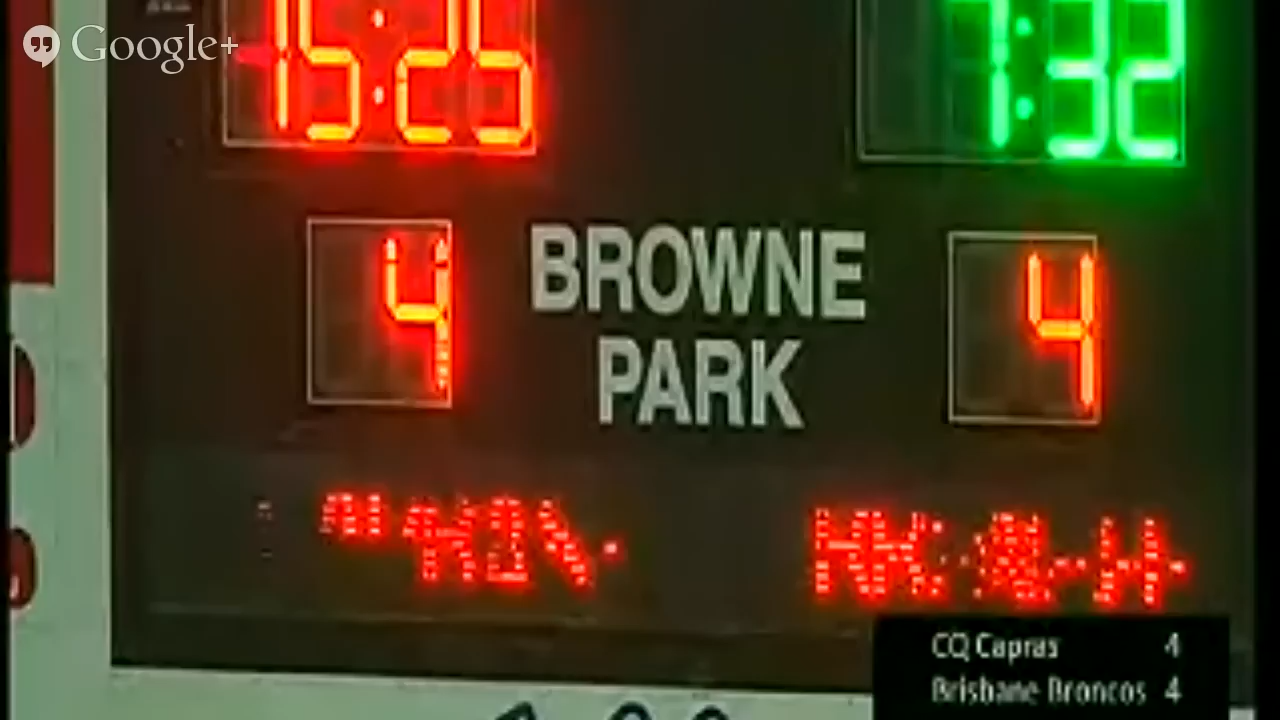 Google+
15:25
7:32
4
BROWNE
PARK
4
CQ Capras 4
Brisbane Broncos 4